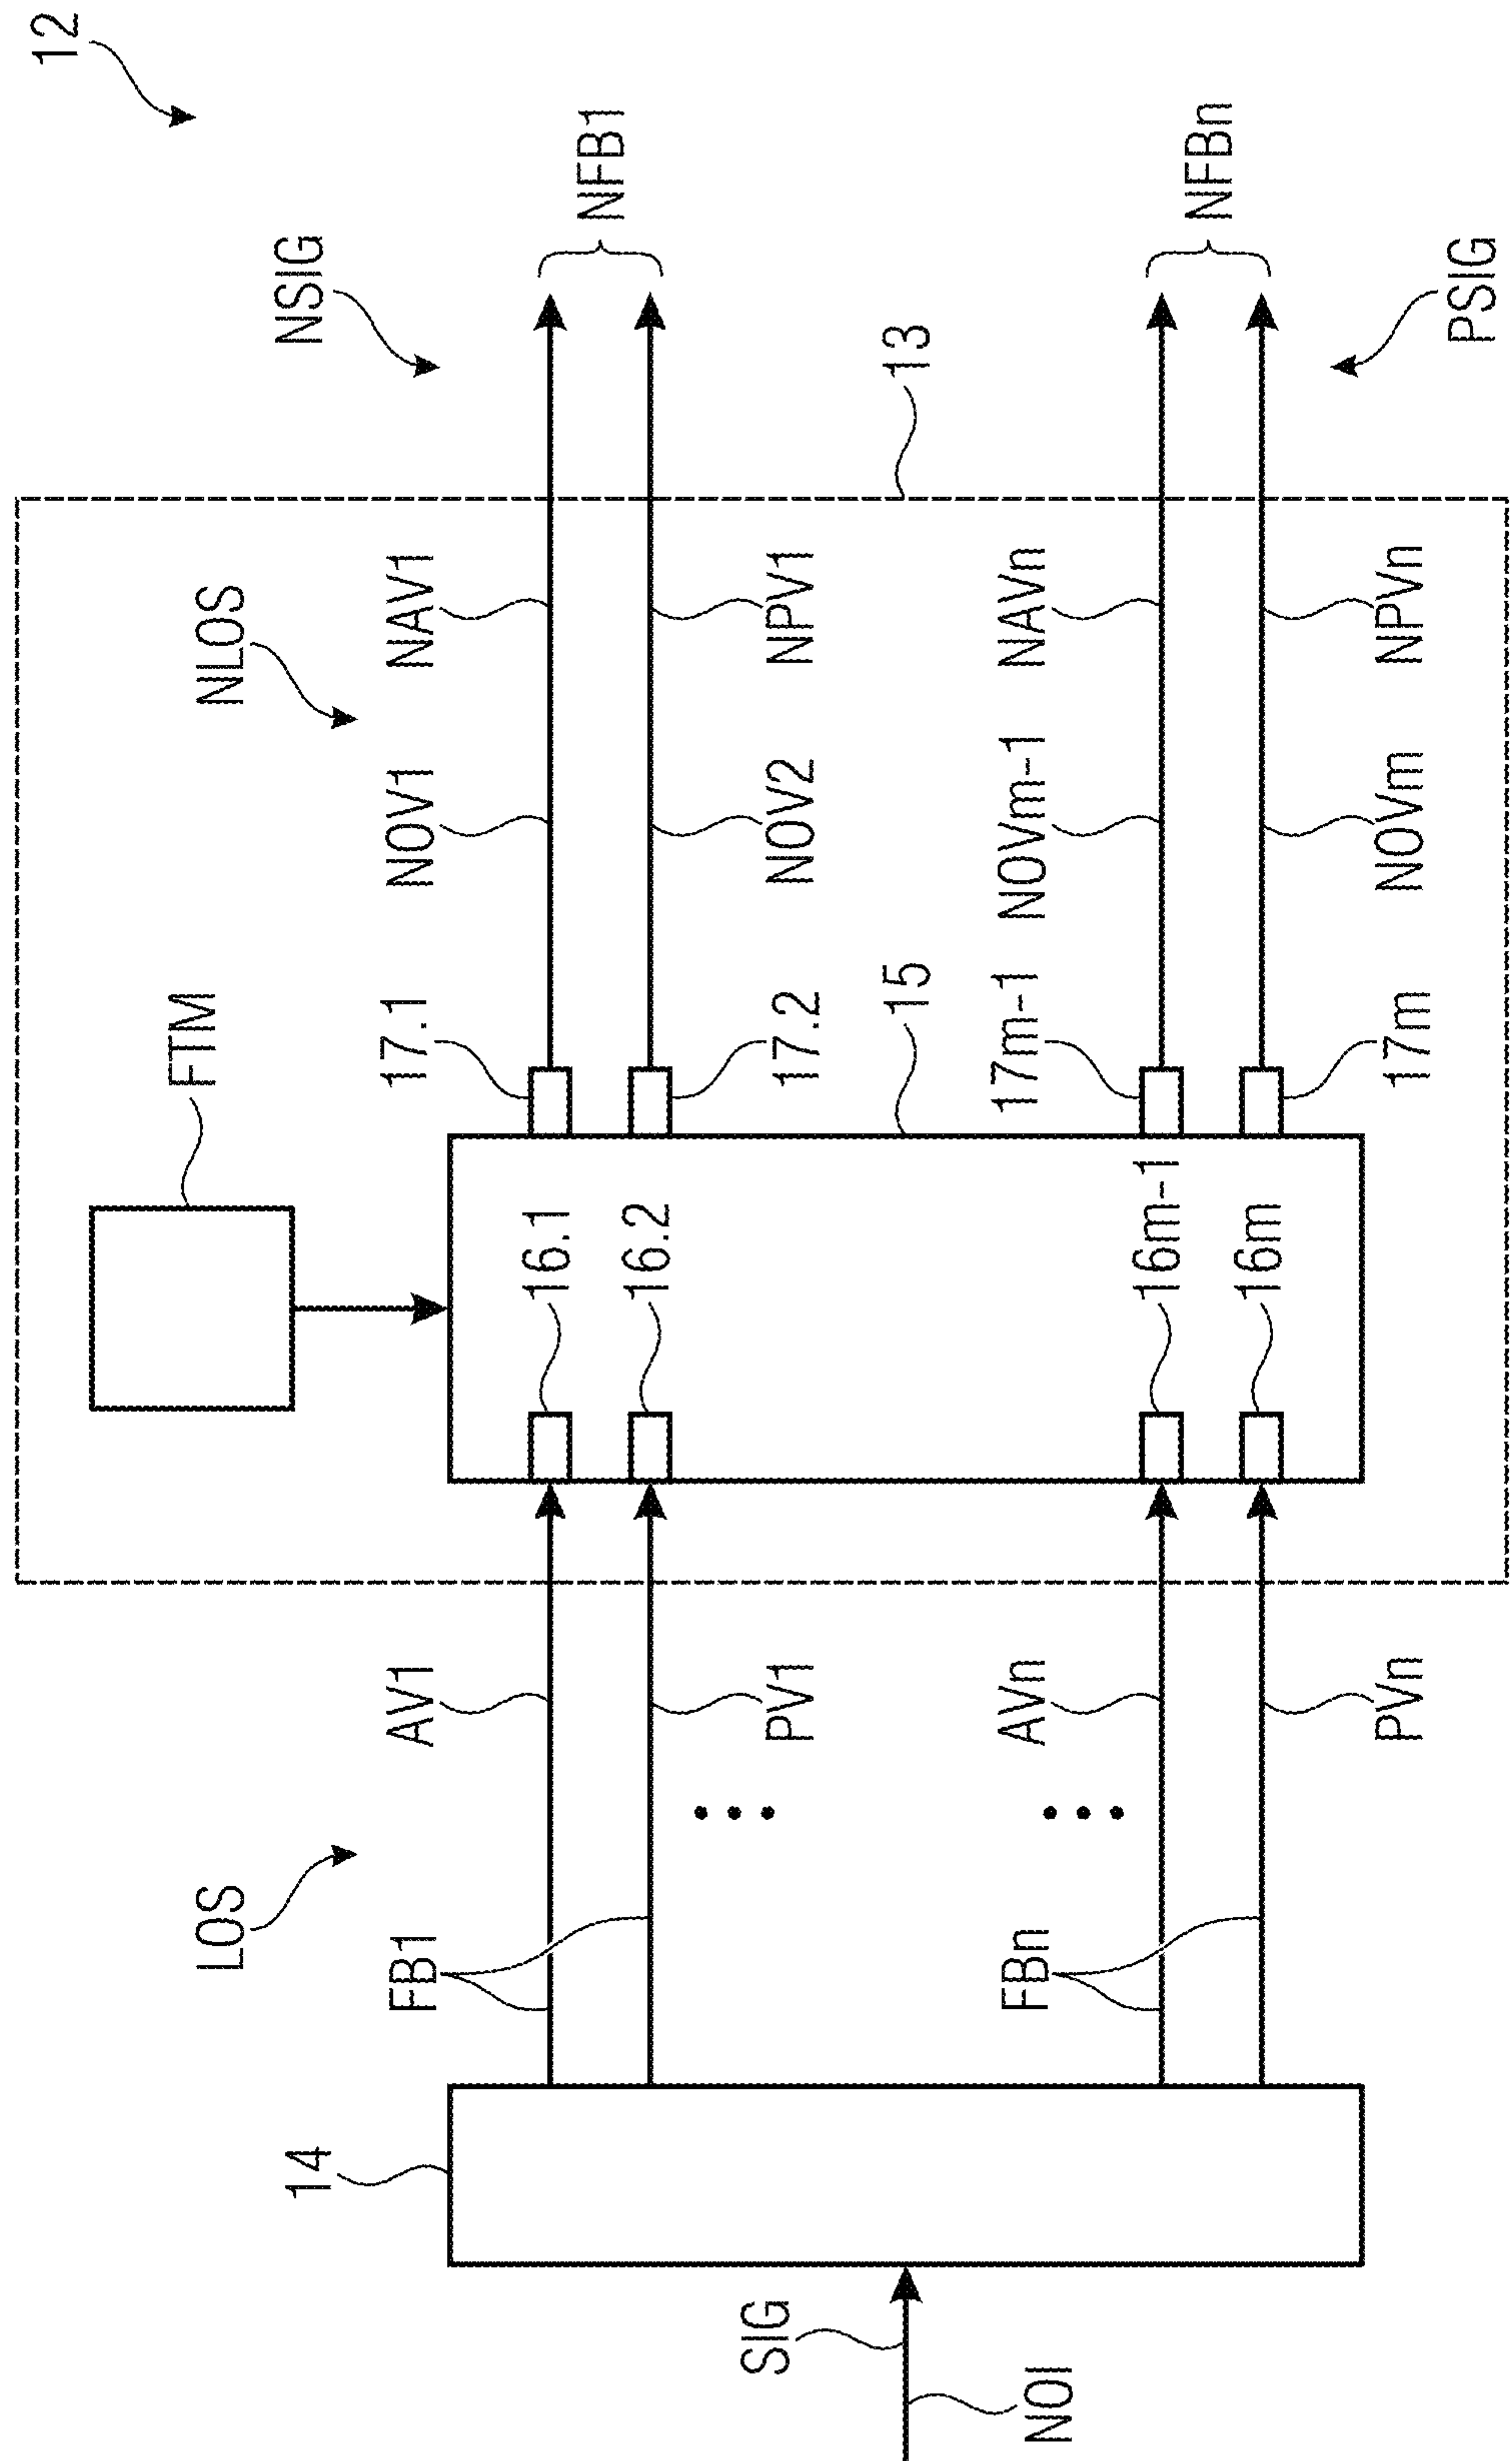 12
NSIG
NFB1
NFBn
PSIG
13
NLOS
NOV1
NAV1
NOV2
NPV1
NOVm-1
NAVn
NOVm
NPVn
FTM
17.1
17.2
15
17m-1
17m
16.1
16.2
16m-1
16m
LOS
FB1
AV1
PV1
FBn
AVn
PVn
14
SIG
NOI